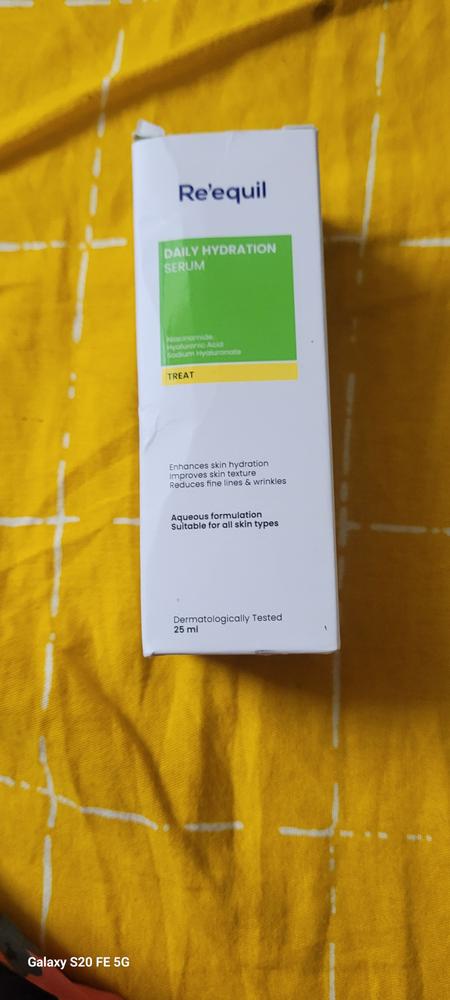 Re'equil
DAILY HYDRATION
SERUM
Niacinamide
Hyaluronic Acid
Sodium Hyaluronate
TREAT
Enhances skin hydration
Improves skin texture
Reduces fine lines & wrinkles
Aqueous formulation
Suitable for all skin types
Dermatologically Tested
25 ml
Galaxy S20 FE 5G